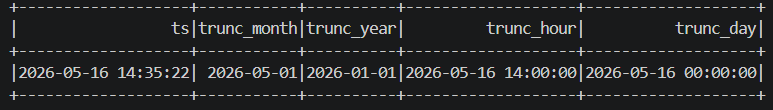 +-------------------+-----------+----------+-------------------+-------------------+
|                 ts|trunc_month|trunc_year|         trunc_hour|          trunc_day|
+-------------------+-----------+----------+-------------------+-------------------+
|2026-05-16 14:35:22| 2026-05-01|2026-01-01|2026-05-16 14:00:00|2026-05-16 00:00:00|
+-------------------+-----------+----------+-------------------+-------------------+